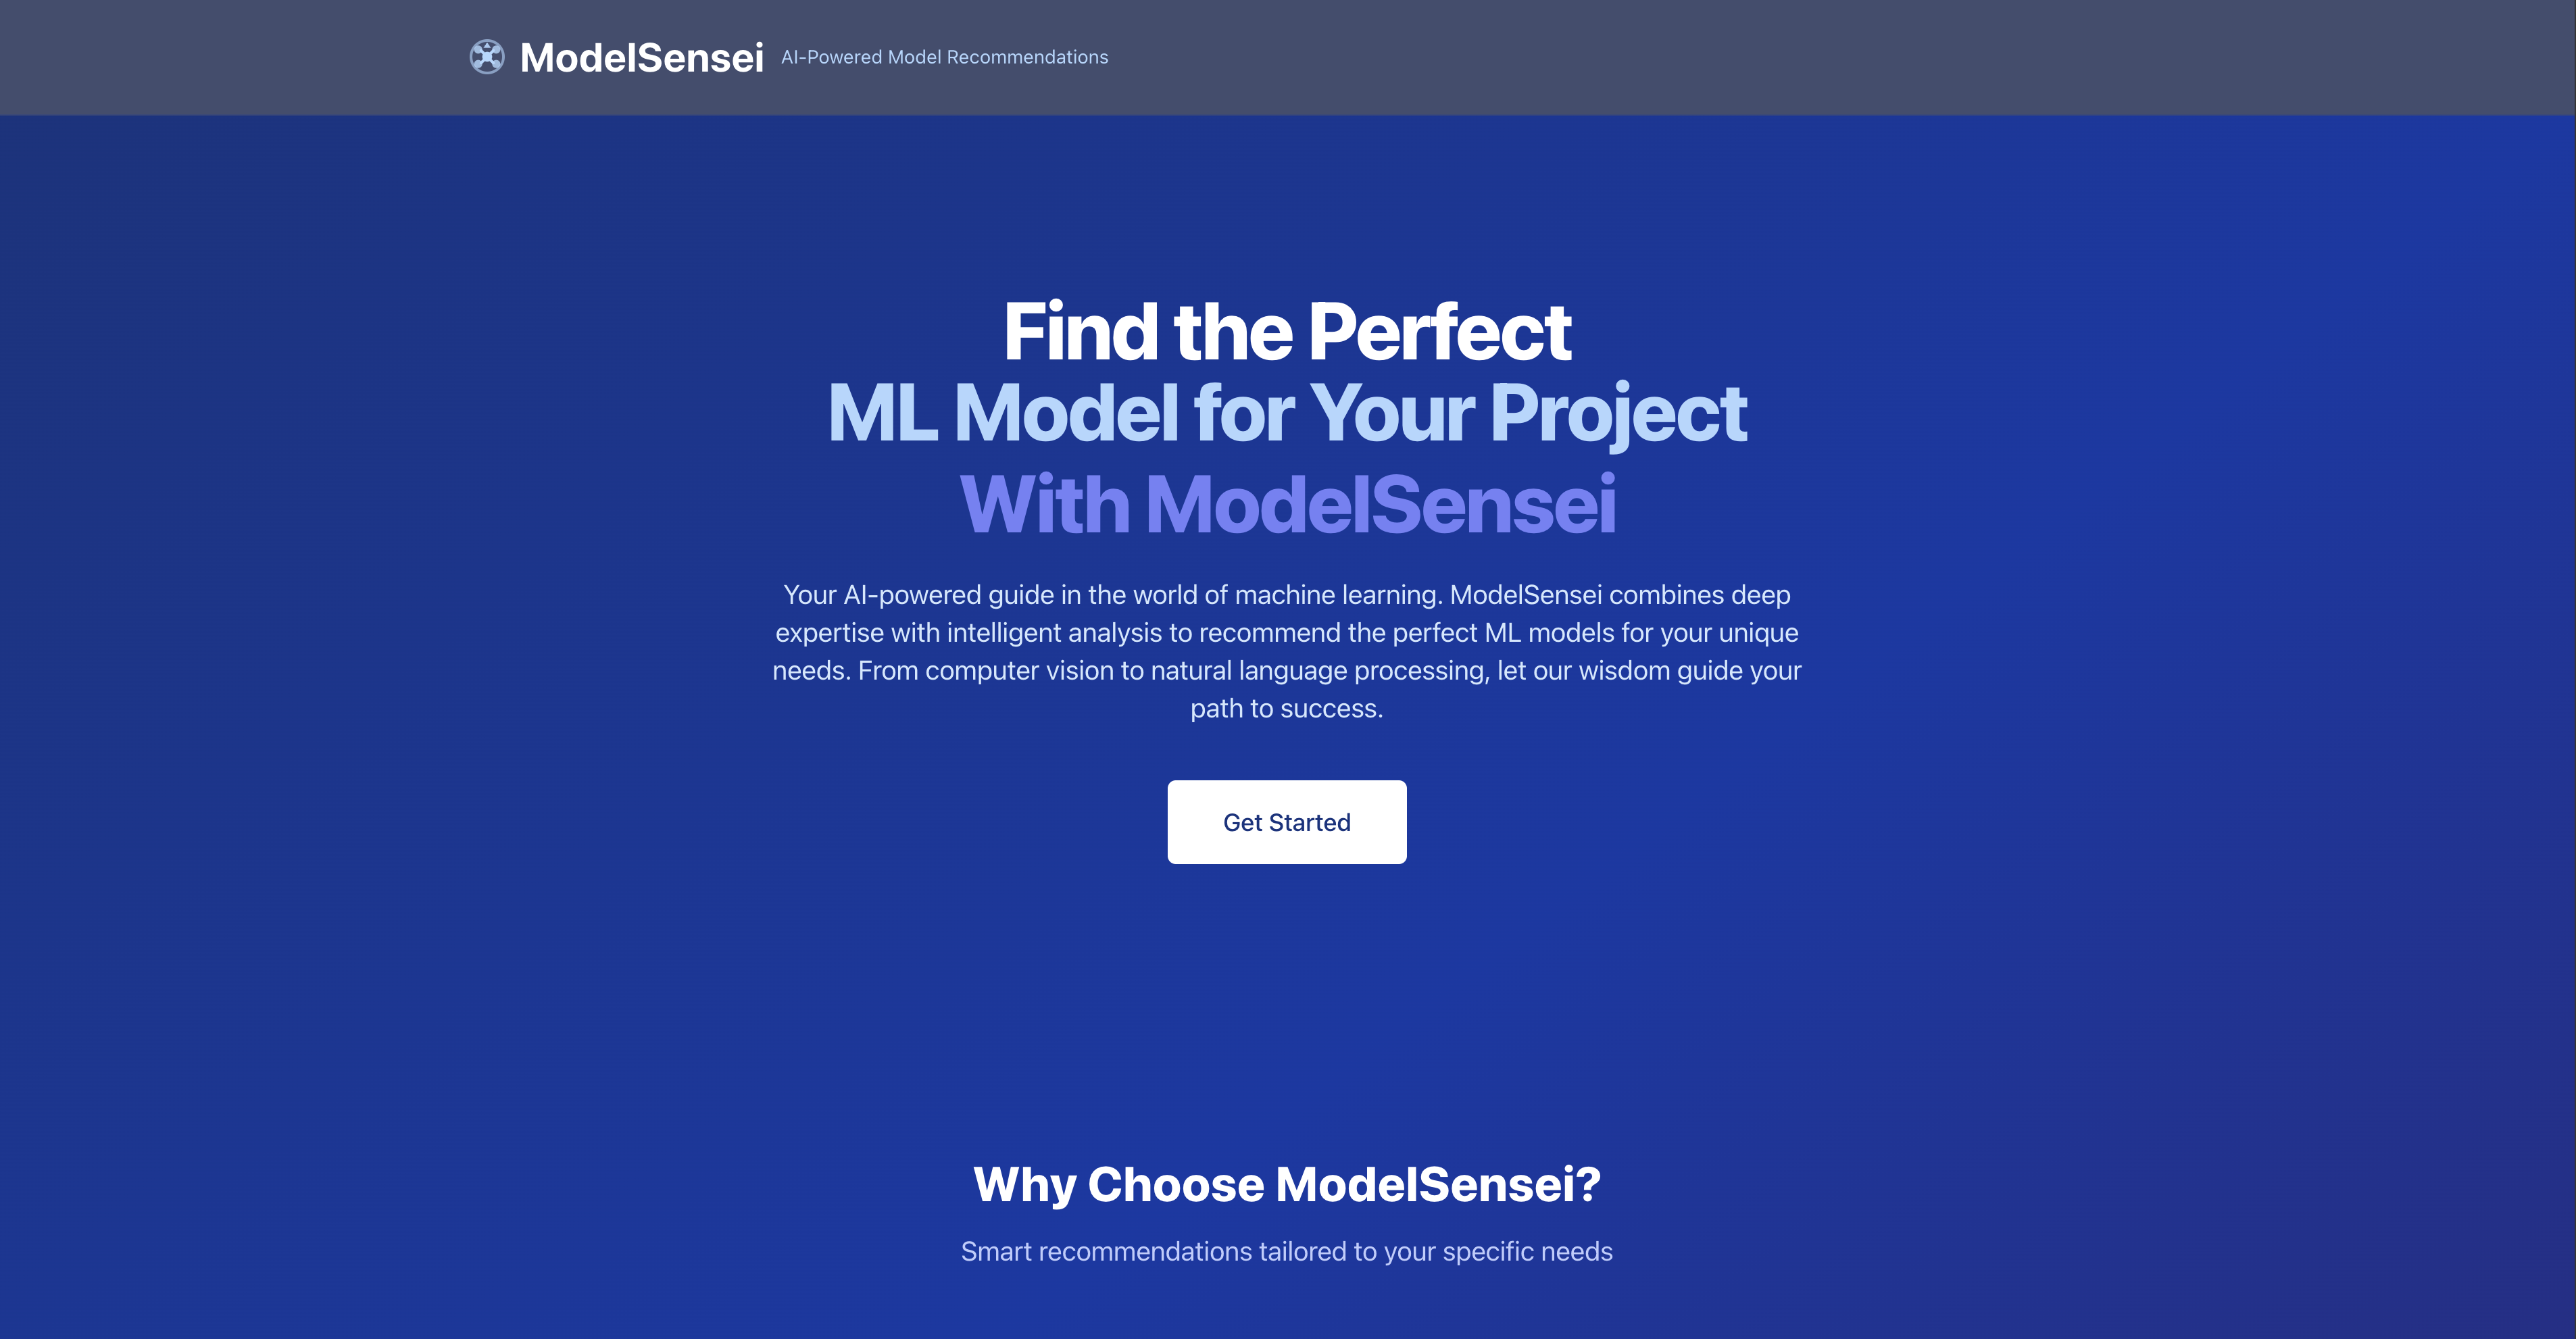 ModelSensei AI-Powered Model Recommendations
Find the Perfect
ML Model for Your Project
With ModelSensei
Your AI-powered guide in the world of machine learning. ModelSensei combines deep
expertise with intelligent analysis to recommend the perfect ML models for your unique
needs. From computer vision to natural language processing, let our wisdom guide your
path to success.
Get Started
Why Choose ModelSensei?
Smart recommendations tailored to your specific needs